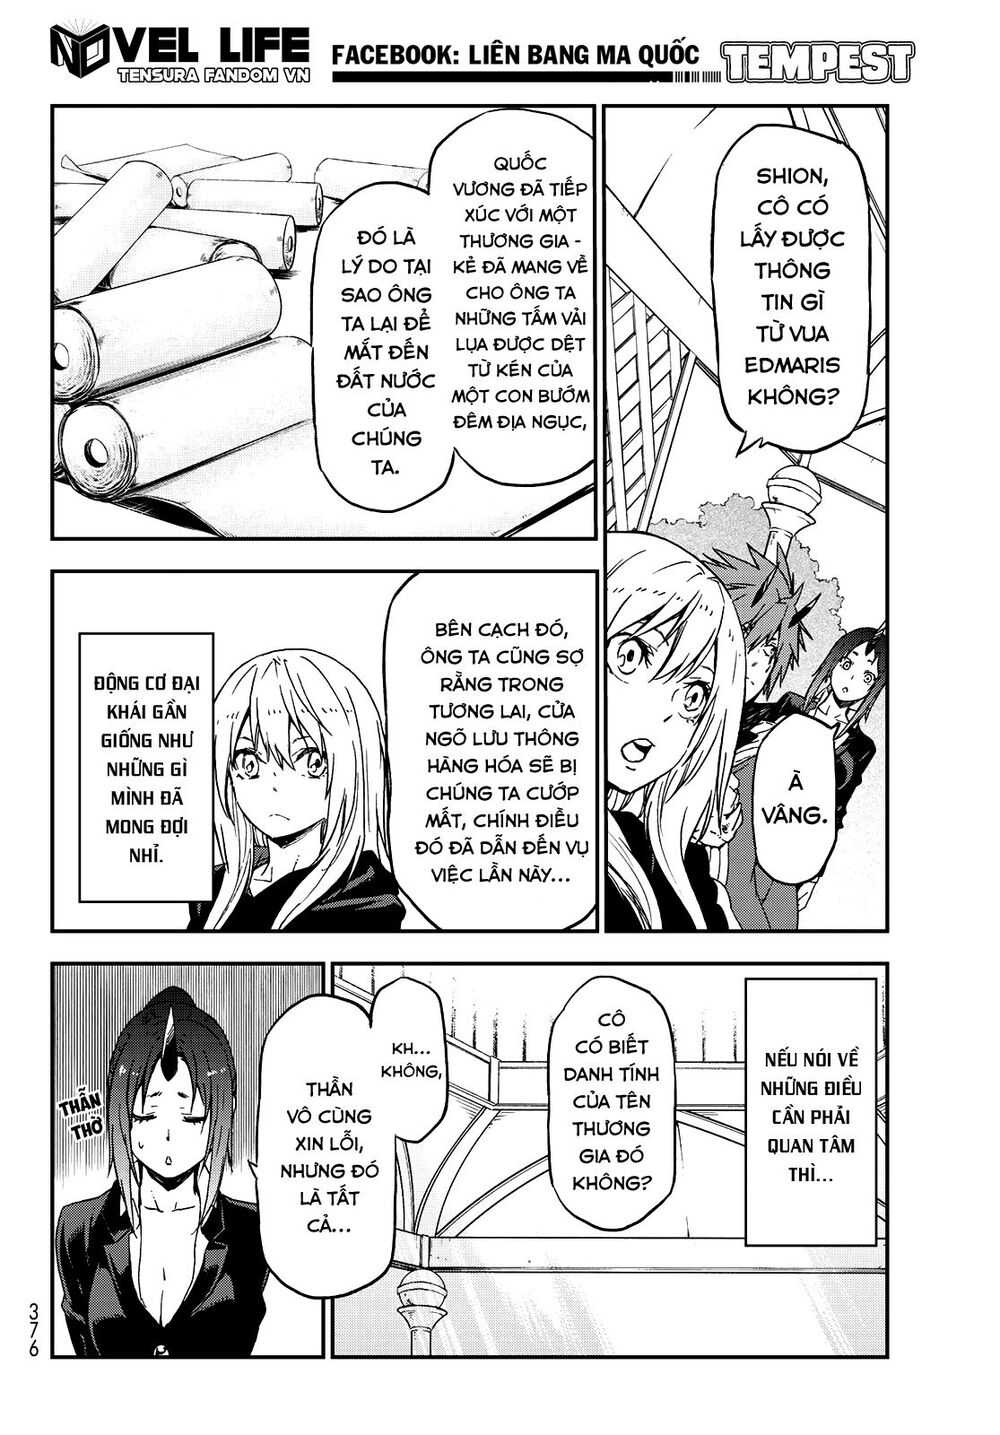 NOVEL LIFE
TENSURA FANDOM VN
FACEBOOK: LIÊN BANG MA QUỐC
TEMPEST
SHION,
CÔ CÓ
LẤY ĐƯỢC
THÔNG
TIN GÌ
TỪ VUA
EDMARIS
KHÔNG?
À
VÂNG.
QUỐC
VƯƠNG ĐÃ TIẾP
XÚC VỚI MỘT
THƯƠNG GIA -
KẺ ĐÃ MANG VỀ
CHO ÔNG TA
NHỮNG TẤM VẢI
LỤA ĐƯỢC DỆT
TỪ KÉN CỦA
MỘT CON BƯỚM
ĐÊM ĐỊA NGỤC,
ĐÓ LÀ
LÝ DO TẠI
SAO ÔNG
TA LẠI ĐỂ
MẮT ĐẾN
ĐẤT NƯỚC
CỦA
CHÚNG
TA.
BÊN CẠCH ĐÓ,
ÔNG TA CŨNG SỢ
RẰNG TRONG
TƯƠNG LAI, CỬA
NGÕ LƯU THÔNG
HÀNG HÓA SẼ BỊ
CHÚNG TA CƯỚP
MẤT, CHÍNH ĐIỀU
ĐÓ ĐÃ DẪN ĐẾN VỤ
VIỆC LẦN NÀY...
ĐỘNG CƠ ĐẠI
KHÁI GẦN
GIỐNG NHƯ
NHỮNG GÌ
MÌNH ĐÃ
MONG ĐỢI
NHỈ.
NẾU NÓI VỀ
NHỮNG ĐIỀU
CẦN PHẢI
QUAN TÂM
THÌ...
CÔ
CÓ BIẾT
DANH TÍNH
CỦA TÊN
THƯƠNG
GIA ĐÓ
KHÔNG?
KH...
KHÔNG,
THẦN
VÔ CÙNG
XIN LỖI,
NHƯNG ĐÓ
LÀ TẤT
CẢ...
THẪN
THỜ
376